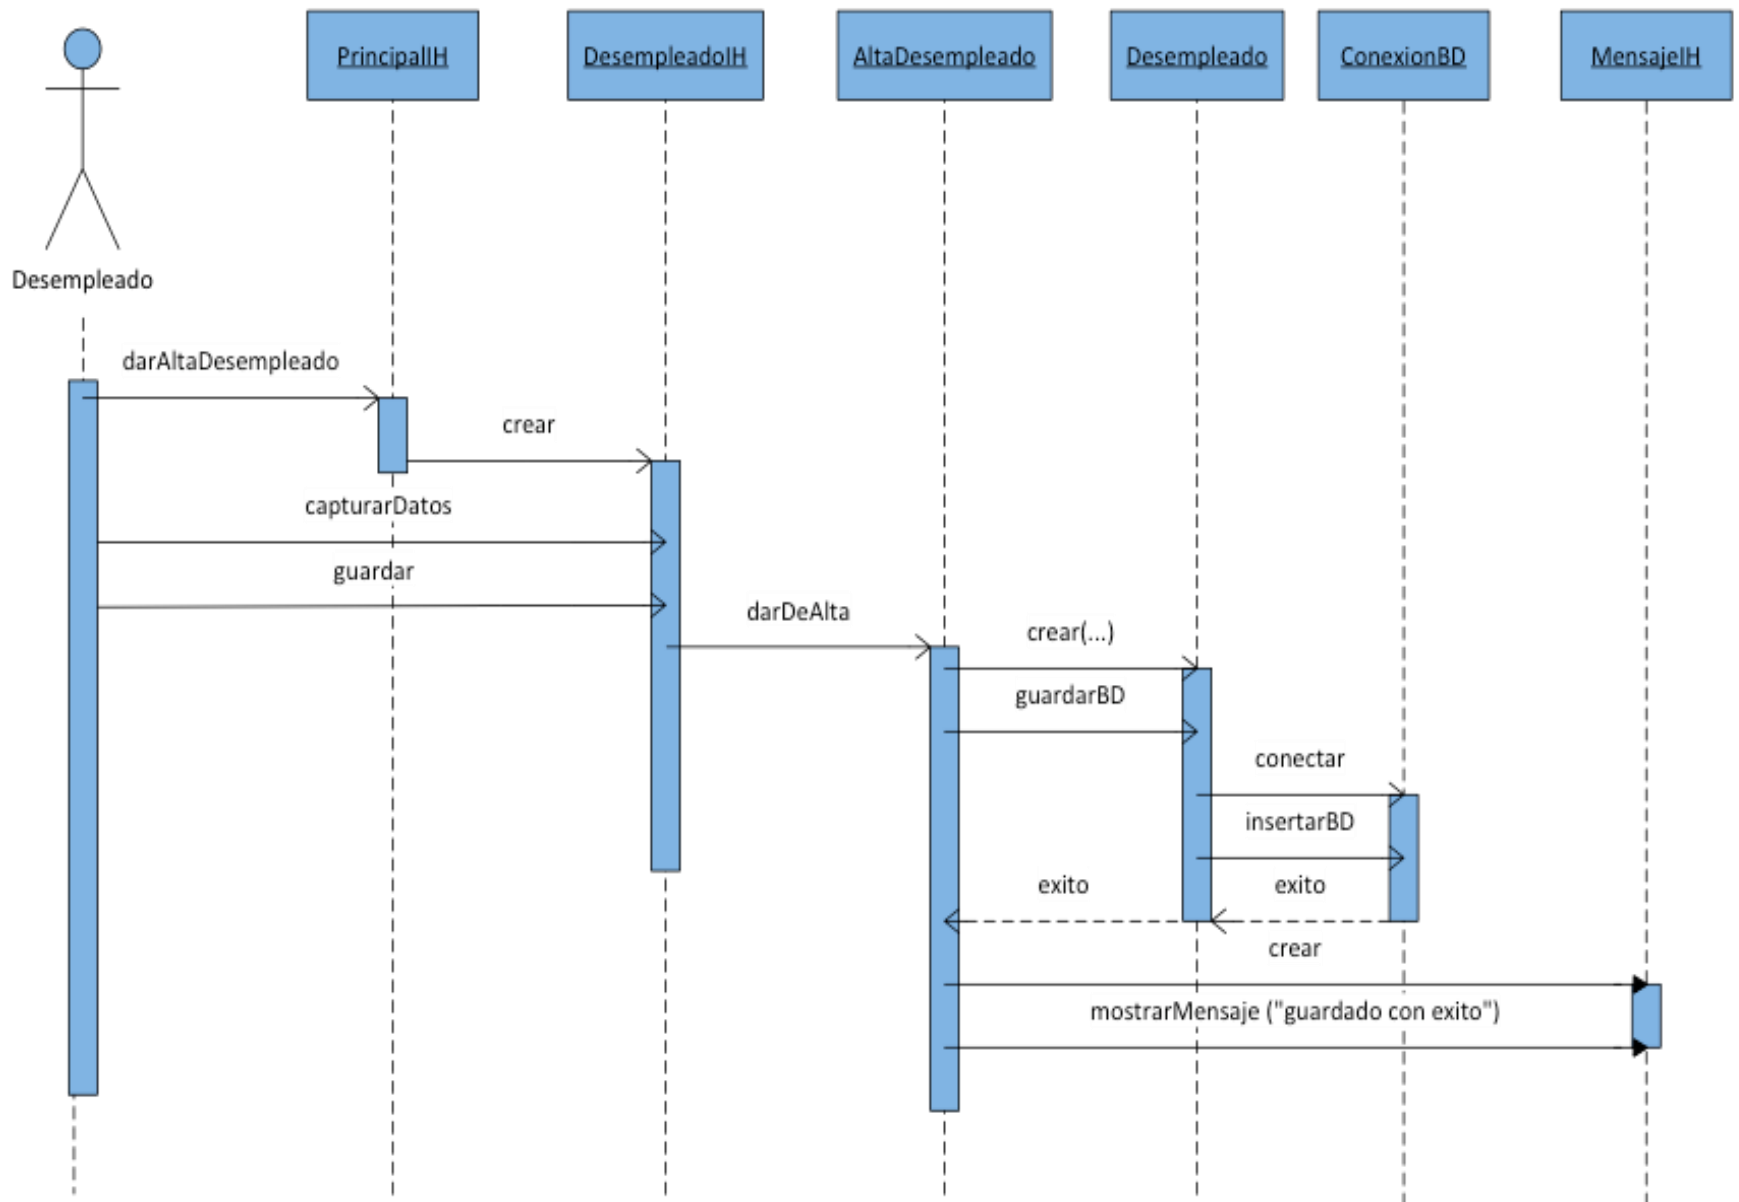 PrincipalIH
DesempleadoIH
AltaDesempleado
Desempleado
ConexionBD
MensajeIH
Desempleado
darAltaDesempleado
crear
capturarDatos
guardar
darDeAlta
crear(...)
guardarBD
conectar
insertarBD
exito
exito
crear
mostrarMensaje ("guardado con exito")